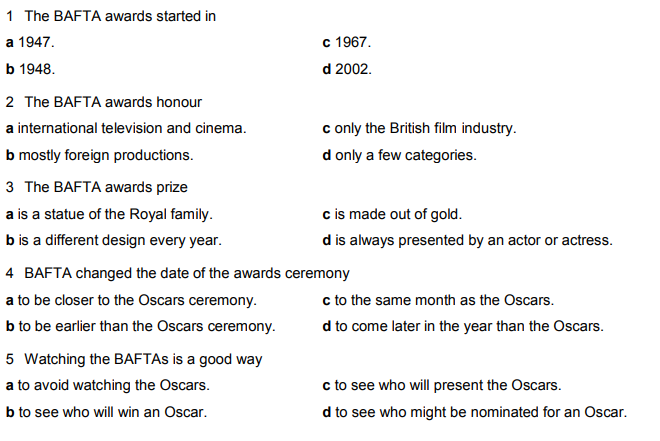 1 The BAFTA awards started in
a 1947. c 1967.
b 1948. d 2002.
2 The BAFTA awards honour
a international television and cinema. c only the British film industry.
b mostly foreign productions. d only a few categories.
3 The BAFTA awards prize
a is a statue of the Royal family. c is made out of gold.
b is a different design every year. d is always presented by an actor or actress.
4 BAFTA changed the date of the awards ceremony
a to be closer to the Oscars ceremony. c to the same month as the Oscars.
b to be earlier than the Oscars ceremony. d to come later in the year than the Oscars.
5 Watching the BAFTAs is a good way
a to avoid watching the Oscars. c to see who will present the Oscars.
b to see who will win an Oscar. d to see who might be nominated for an Oscar.